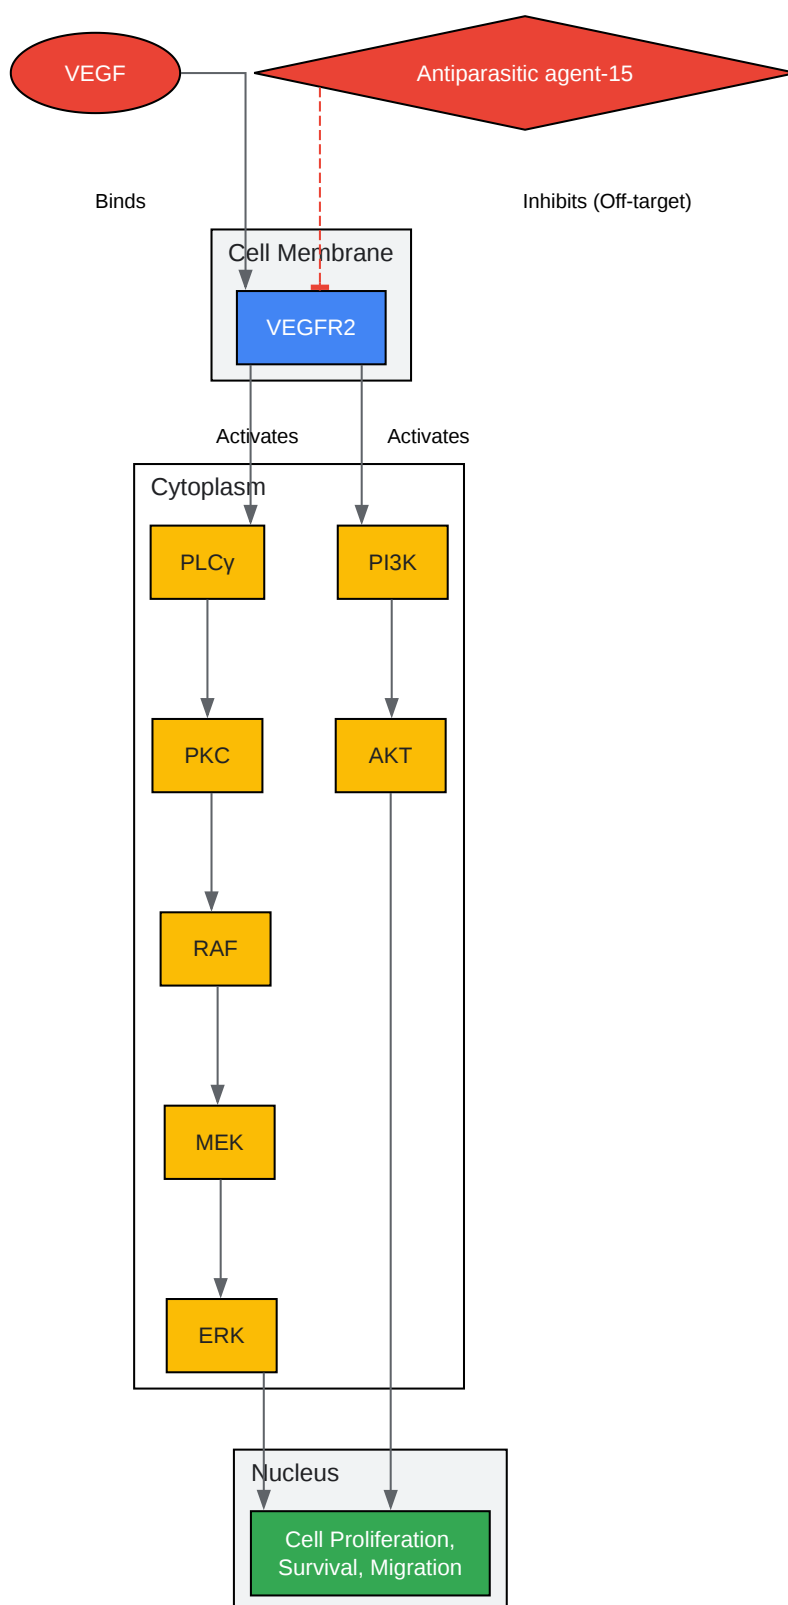 VEGF
Antiparasitic agent-15
Binds
Inhibits (Off-target)
Cell Membrane
VEGFR2
Activates
Activates
Cytoplasm
PLCγ
PI3K
PKC
AKT
RAF
MEK
ERK
Nucleus
Cell Proliferation,
Survival, Migration